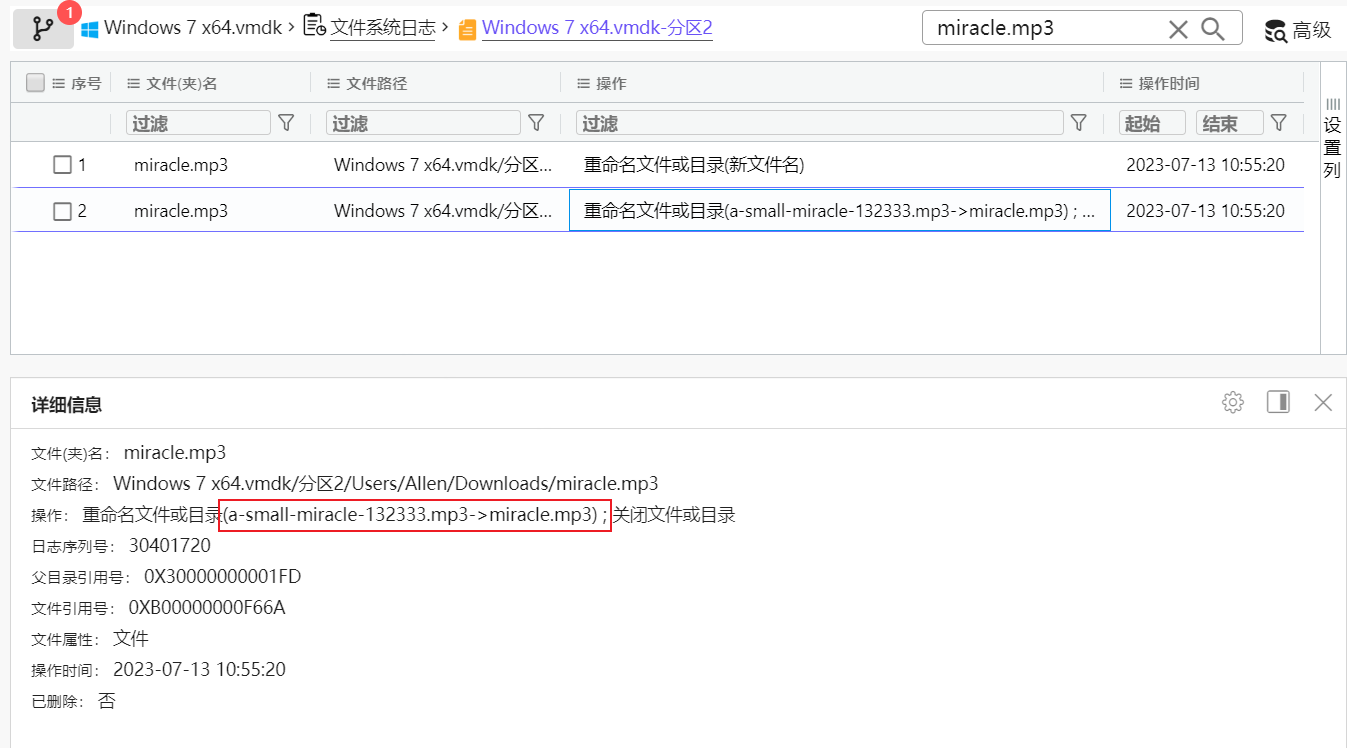 1
Windows 7 x64.vmdk > 文件系统日志 > Windows 7 x64.vmdk-分区2 miracle.mp3 高级
序号 文件(夹)名 文件路径 操作 操作时间
过滤 过滤 过滤 起始 结束
设置列
1 miracle.mp3 Windows 7 x64.vmdk/分区... 重命名文件或目录(新文件名) 2023-07-13 10:55:20
2 miracle.mp3 Windows 7 x64.vmdk/分区... 重命名文件或目录(a-small-miracle-132333.mp3->miracle.mp3) ; ... 2023-07-13 10:55:20
详细信息
文件(夹)名: miracle.mp3
文件路径: Windows 7 x64.vmdk/分区2/Users/Allen/Downloads/miracle.mp3
操作: 重命名文件或目录(a-small-miracle-132333.mp3->miracle.mp3) ; 关闭文件或目录
日志序列号: 30401720
父目录引用号: 0X30000000001FD
文件引用号: 0XB00000000F66A
文件属性: 文件
操作时间: 2023-07-13 10:55:20
已删除: 否